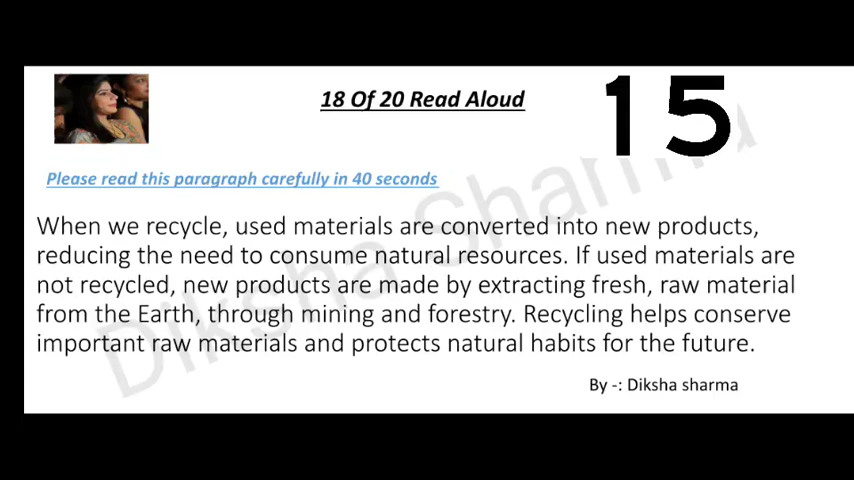 18 Of 20 Read Aloud
15
Please read this paragraph carefully in 40 seconds
When we recycle, used materials are converted into new products,
reducing the need to consume natural resources. If used materials are
not recycled, new products are made by extracting fresh, raw material
from the Earth, through mining and forestry. Recycling helps conserve
important raw materials and protects natural habits for the future.
By -: Diksha sharma
Diksha Sharma